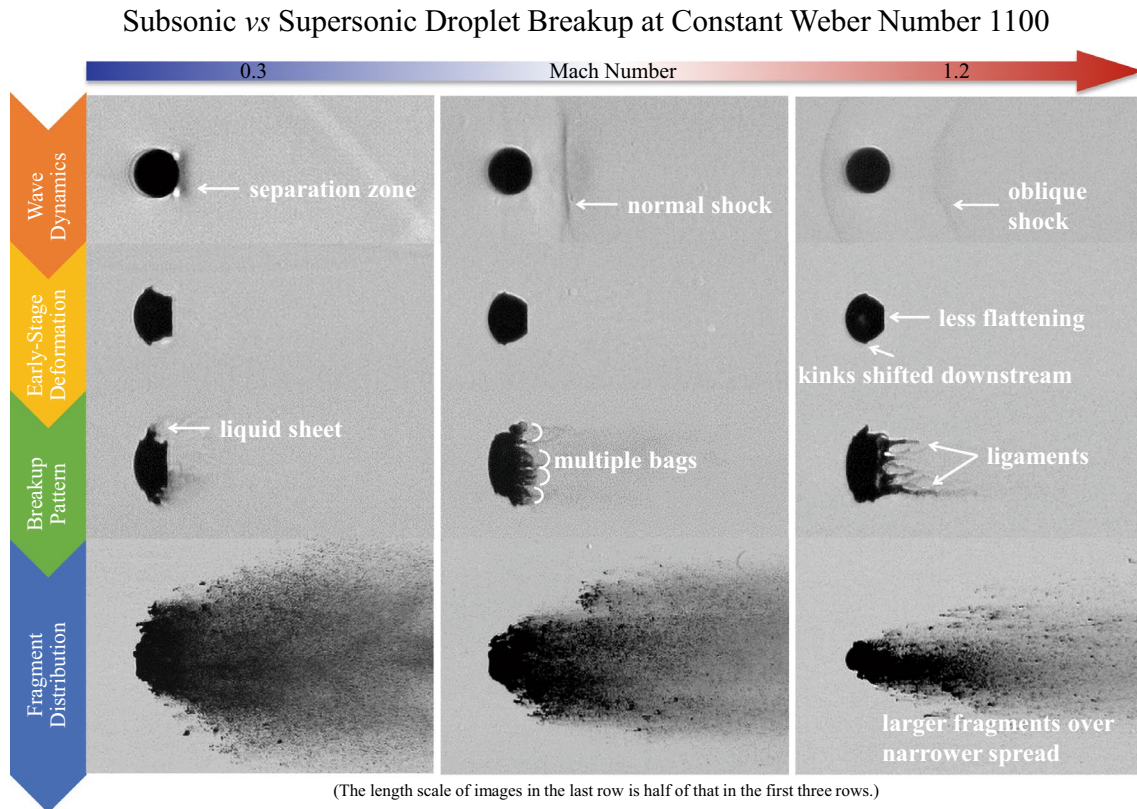 Subsonic vs Supersonic Droplet Breakup at Constant Weber Number 1100
0.3 Mach Number 1.2
Wave
Dynamics
separation zone
normal shock
oblique
shock
Early-Stage
Deformation
less flattening
kinks shifted downstream
Breakup
Pattern
liquid sheet
multiple bags
ligaments
Fragment
Distribution
larger fragments over
narrower spread
(The length scale of images in the last row is half of that in the first three rows.)